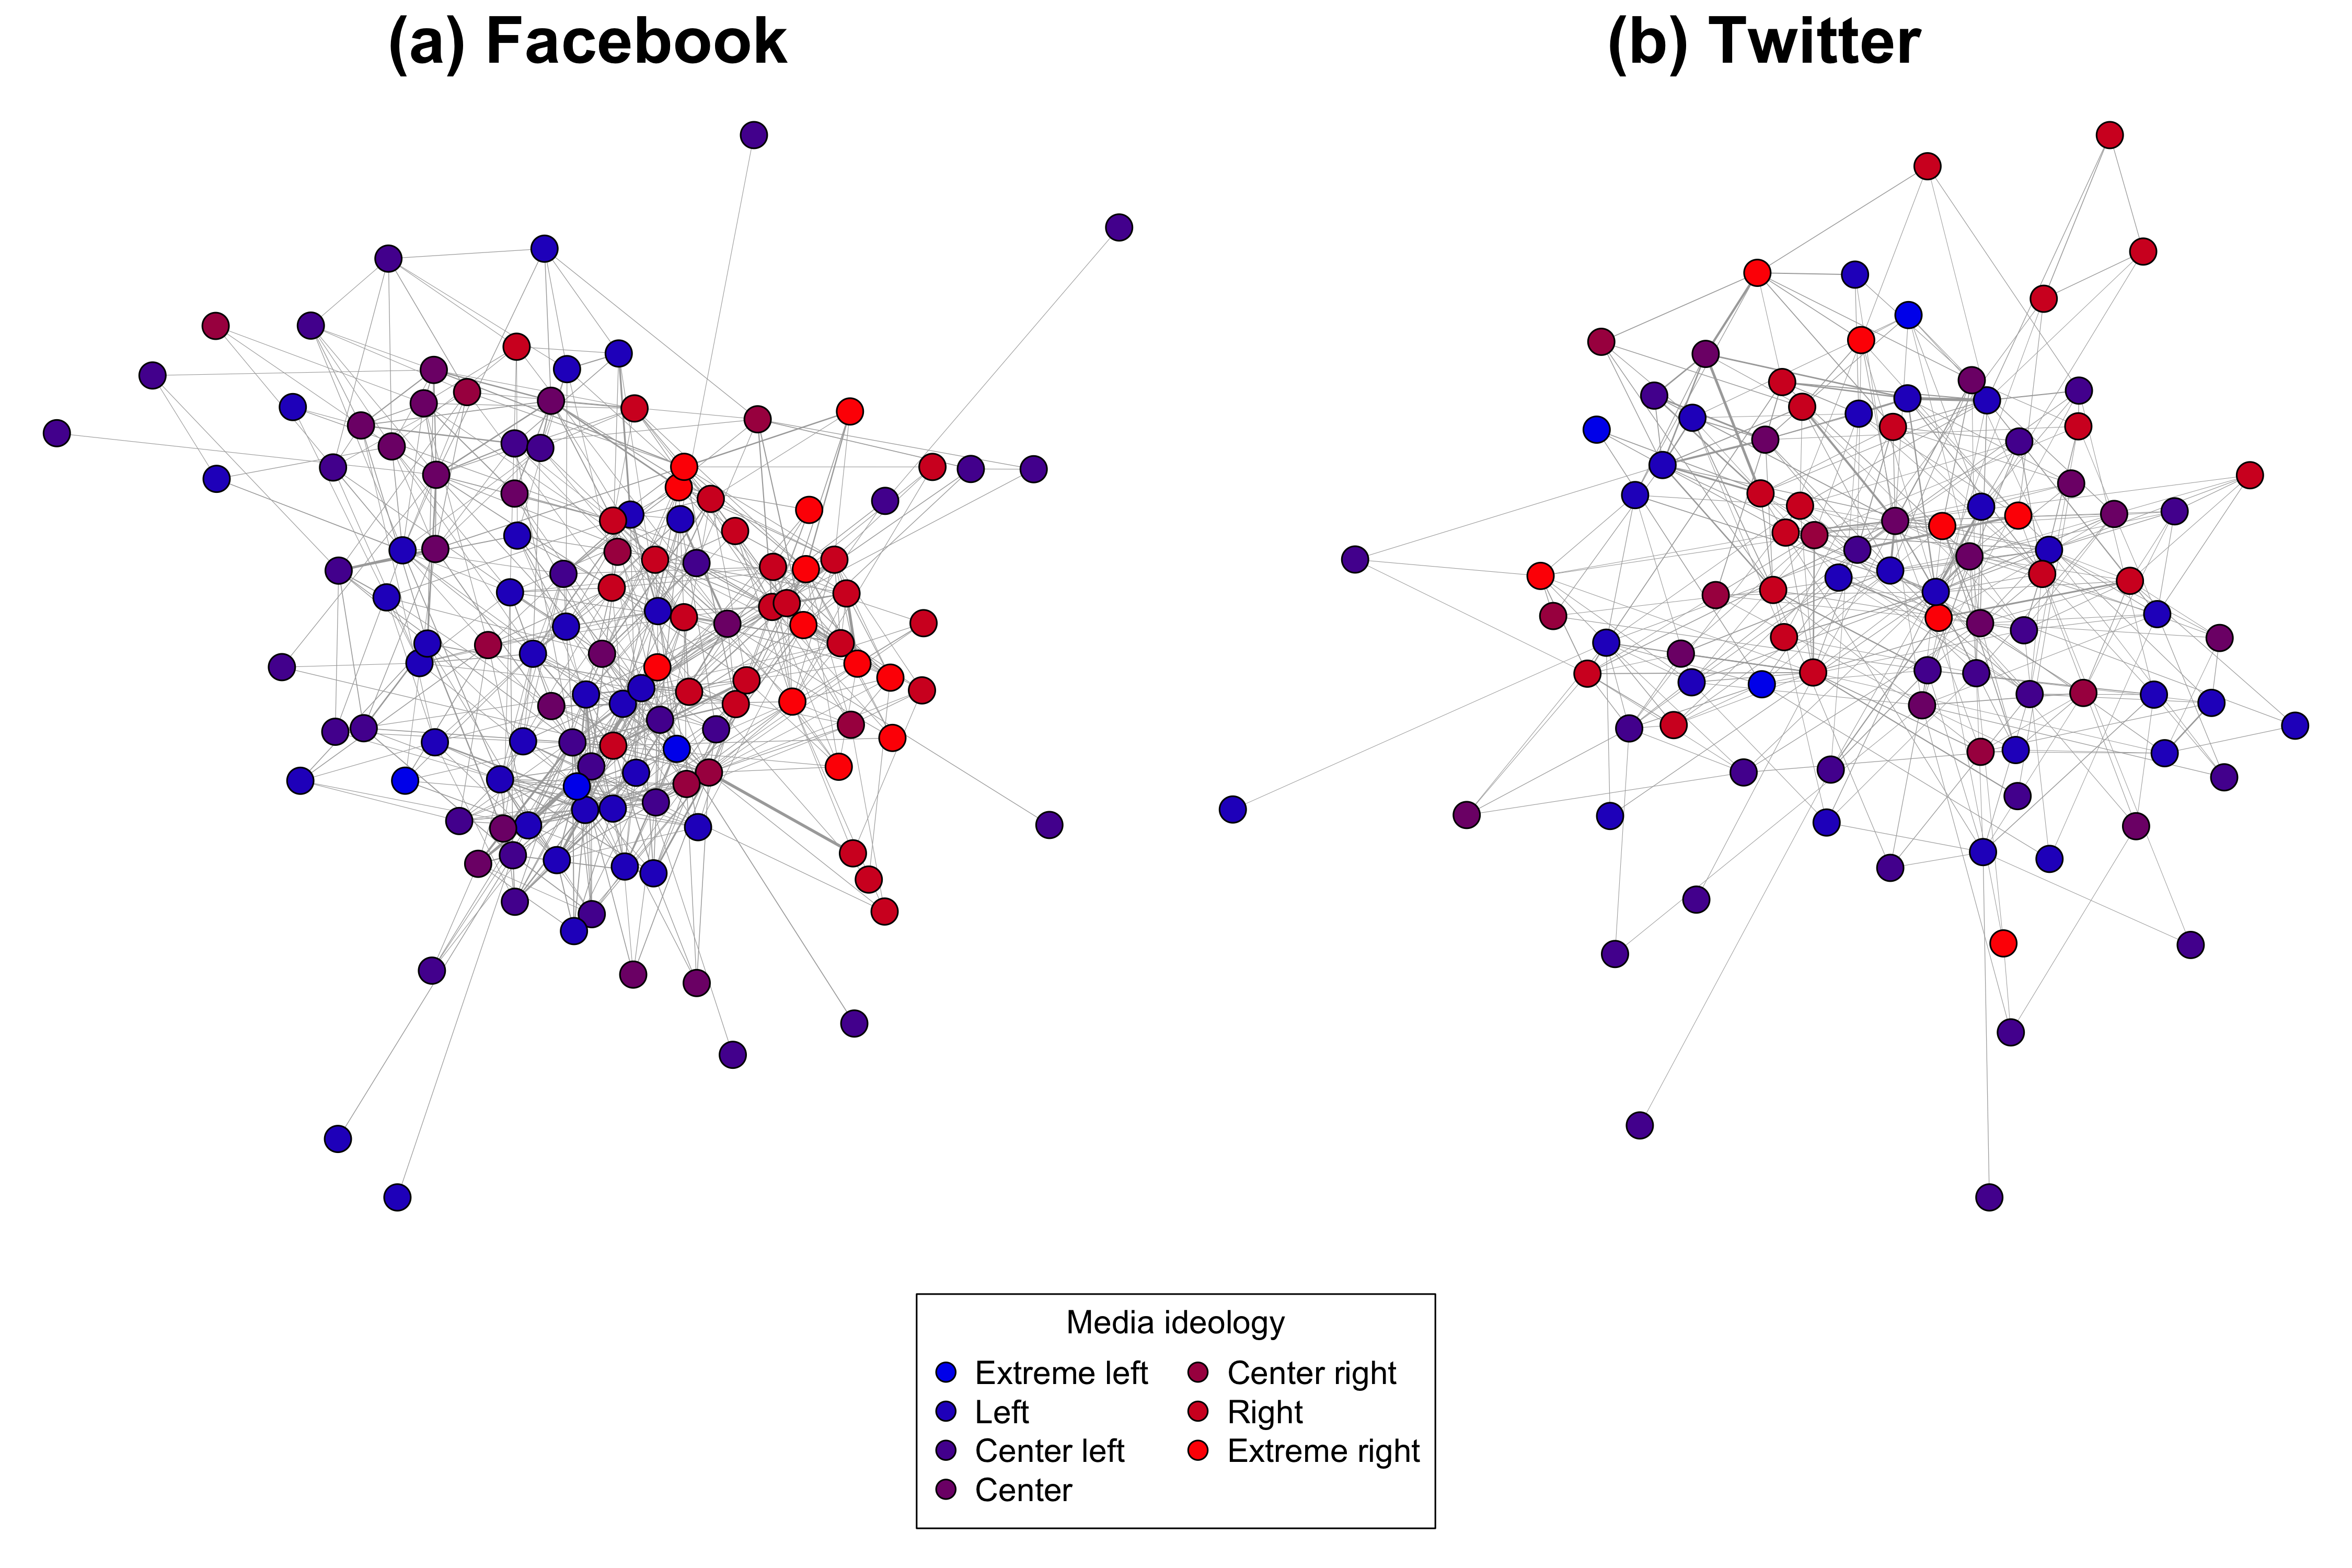 (a) Facebook
(b) Twitter
Media ideology
Extreme left
Left
Center left
Center
Center right
Right
Extreme right